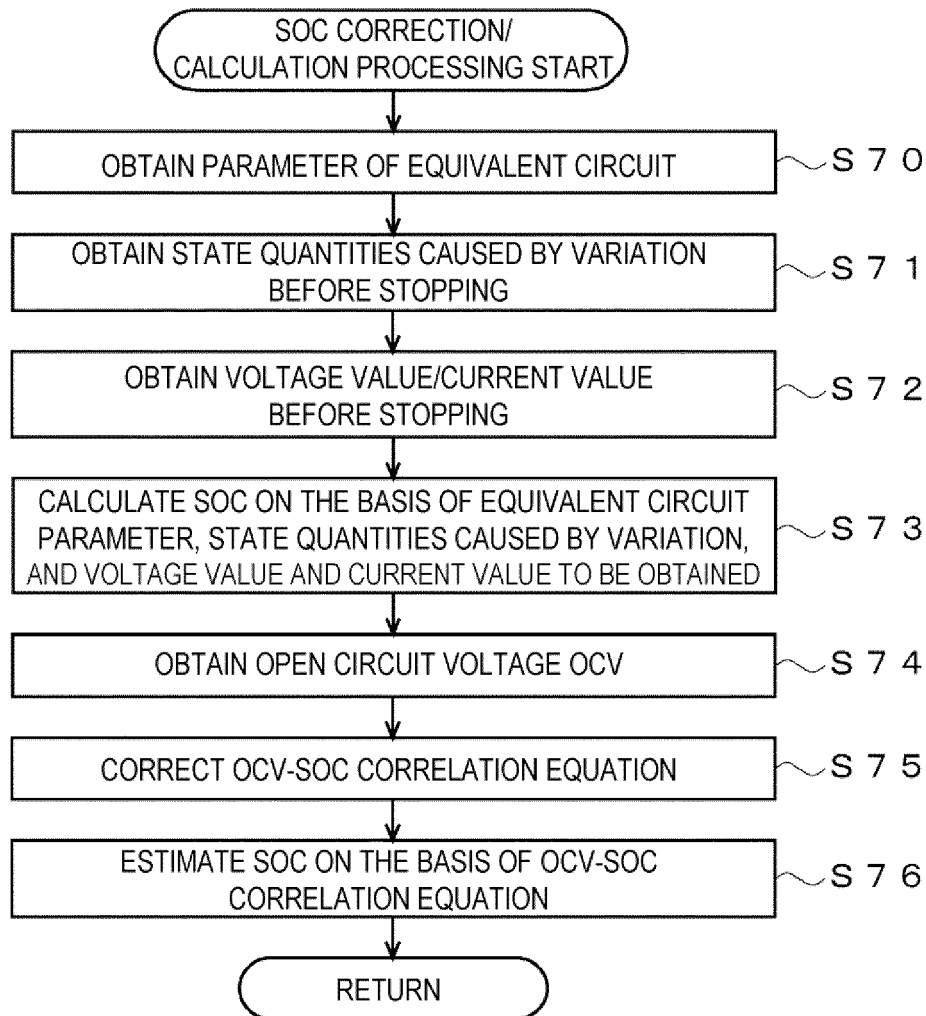 SOC CORRECTION/
CALCULATION PROCESSING START
OBTAIN PARAMETER OF EQUIVALENT CIRCUIT
S70
OBTAIN STATE QUANTITIES CAUSED BY VARIATION
BEFORE STOPPING
S71
OBTAIN VOLTAGE VALUE/CURRENT VALUE
BEFORE STOPPING
S72
CALCULATE SOC ON THE BASIS OF EQUIVALENT CIRCUIT
PARAMETER, STATE QUANTITIES CAUSED BY VARIATION,
AND VOLTAGE VALUE AND CURRENT VALUE TO BE OBTAINED
S73
OBTAIN OPEN CIRCUIT VOLTAGE OCV
S74
CORRECT OCV-SOC CORRELATION EQUATION
S75
ESTIMATE SOC ON THE BASIS OF OCV-SOC
CORRELATION EQUATION
S76
RETURN